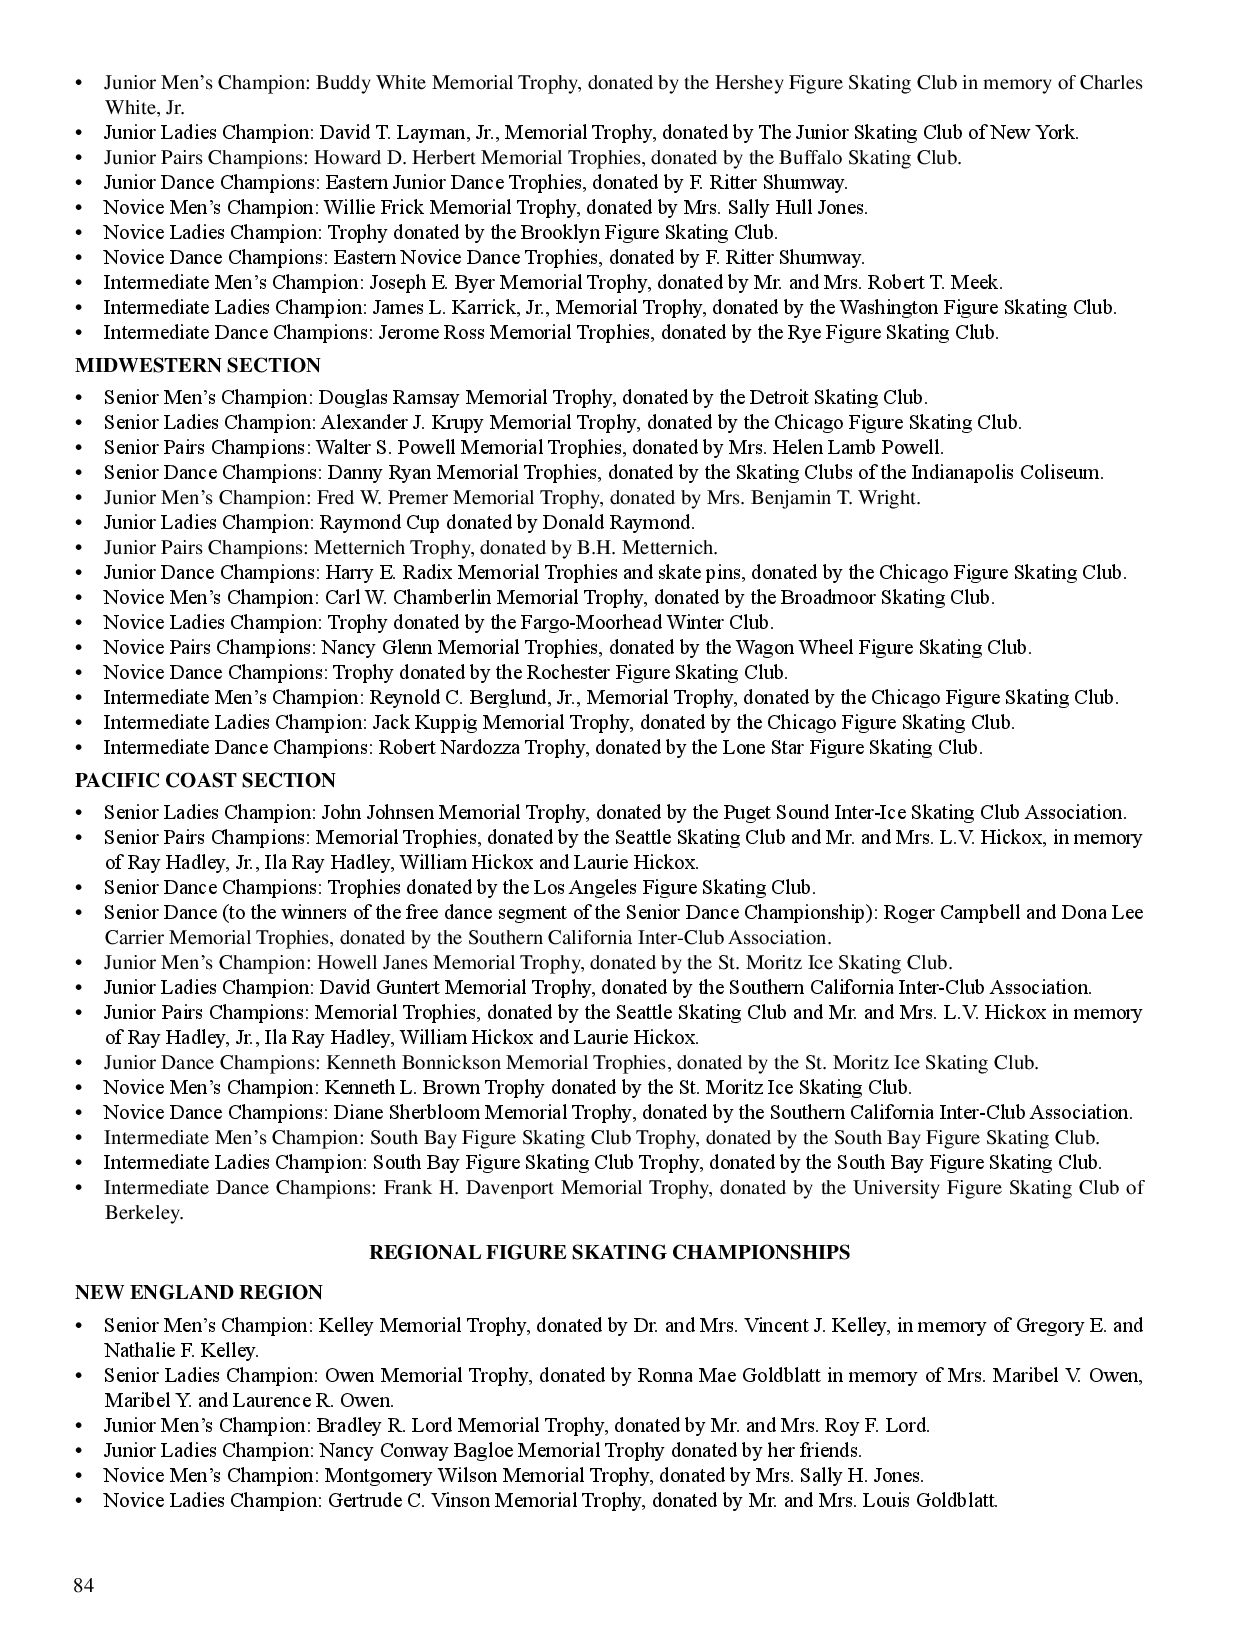 • Junior Men’s Champion: Buddy White Memorial Trophy, donated by the Hershey Figure Skating Club in memory of Charles
White, Jr.
• Junior Ladies Champion: David T. Layman, Jr., Memorial Trophy, donated by The Junior Skating Club of New York.
• Junior Pairs Champions: Howard D. Herbert Memorial Trophies, donated by the Buffalo Skating Club.
• Junior Dance Champions: Eastern Junior Dance Trophies, donated by F. Ritter Shumway.
• Novice Men’s Champion: Willie Frick Memorial Trophy, donated by Mrs. Sally Hull Jones.
• Novice Ladies Champion: Trophy donated by the Brooklyn Figure Skating Club.
• Novice Dance Champions: Eastern Novice Dance Trophies, donated by F. Ritter Shumway.
• Intermediate Men’s Champion: Joseph E. Byer Memorial Trophy, donated by Mr. and Mrs. Robert T. Meek.
• Intermediate Ladies Champion: James L. Karrick, Jr., Memorial Trophy, donated by the Washington Figure Skating Club.
• Intermediate Dance Champions: Jerome Ross Memorial Trophies, donated by the Rye Figure Skating Club.
MIDWESTERN SECTION
• Senior Men’s Champion: Douglas Ramsay Memorial Trophy, donated by the Detroit Skating Club.
• Senior Ladies Champion: Alexander J. Krupy Memorial Trophy, donated by the Chicago Figure Skating Club.
• Senior Pairs Champions: Walter S. Powell Memorial Trophies, donated by Mrs. Helen Lamb Powell.
• Senior Dance Champions: Danny Ryan Memorial Trophies, donated by the Skating Clubs of the Indianapolis Coliseum.
• Junior Men’s Champion: Fred W. Premer Memorial Trophy, donated by Mrs. Benjamin T. Wright.
• Junior Ladies Champion: Raymond Cup donated by Donald Raymond.
• Junior Pairs Champions: Metternich Trophy, donated by B.H. Metternich.
• Junior Dance Champions: Harry E. Radix Memorial Trophies and skate pins, donated by the Chicago Figure Skating Club.
• Novice Men’s Champion: Carl W. Chamberlin Memorial Trophy, donated by the Broadmoor Skating Club.
• Novice Ladies Champion: Trophy donated by the Fargo-Moorhead Winter Club.
• Novice Pairs Champions: Nancy Glenn Memorial Trophies, donated by the Wagon Wheel Figure Skating Club.
• Novice Dance Champions: Trophy donated by the Rochester Figure Skating Club.
• Intermediate Men’s Champion: Reynold C. Berglund, Jr., Memorial Trophy, donated by the Chicago Figure Skating Club.
• Intermediate Ladies Champion: Jack Kuppig Memorial Trophy, donated by the Chicago Figure Skating Club.
• Intermediate Dance Champions: Robert Nardozza Trophy, donated by the Lone Star Figure Skating Club.
PACIFIC COAST SECTION
• Senior Ladies Champion: John Johnsen Memorial Trophy, donated by the Puget Sound Inter-Ice Skating Club Association.
• Senior Pairs Champions: Memorial Trophies, donated by the Seattle Skating Club and Mr. and Mrs. L.V. Hickox, in memory
of Ray Hadley, Jr., Ila Ray Hadley, William Hickox and Laurie Hickox.
• Senior Dance Champions: Trophies donated by the Los Angeles Figure Skating Club.
• Senior Dance (to the winners of the free dance segment of the Senior Dance Championship): Roger Campbell and Dona Lee
Carrier Memorial Trophies, donated by the Southern California Inter-Club Association.
• Junior Men’s Champion: Howell Janes Memorial Trophy, donated by the St. Moritz Ice Skating Club.
• Junior Ladies Champion: David Guntert Memorial Trophy, donated by the Southern California Inter-Club Association.
• Junior Pairs Champions: Memorial Trophies, donated by the Seattle Skating Club and Mr. and Mrs. L.V. Hickox in memory
of Ray Hadley, Jr., Ila Ray Hadley, William Hickox and Laurie Hickox.
• Junior Dance Champions: Kenneth Bonnickson Memorial Trophies, donated by the St. Moritz Ice Skating Club.
• Novice Men’s Champion: Kenneth L. Brown Trophy donated by the St. Moritz Ice Skating Club.
• Novice Dance Champions: Diane Sherbloom Memorial Trophy, donated by the Southern California Inter-Club Association.
• Intermediate Men’s Champion: South Bay Figure Skating Club Trophy, donated by the South Bay Figure Skating Club.
• Intermediate Ladies Champion: South Bay Figure Skating Club Trophy, donated by the South Bay Figure Skating Club.
• Intermediate Dance Champions: Frank H. Davenport Memorial Trophy, donated by the University Figure Skating Club of
Berkeley.
REGIONAL FIGURE SKATING CHAMPIONSHIPS
NEW ENGLAND REGION
• Senior Men’s Champion: Kelley Memorial Trophy, donated by Dr. and Mrs. Vincent J. Kelley, in memory of Gregory E. and
Nathalie F. Kelley.
• Senior Ladies Champion: Owen Memorial Trophy, donated by Ronna Mae Goldblatt in memory of Mrs. Maribel V. Owen,
Maribel Y. and Laurence R. Owen.
• Junior Men’s Champion: Bradley R. Lord Memorial Trophy, donated by Mr. and Mrs. Roy F. Lord.
• Junior Ladies Champion: Nancy Conway Bagloe Memorial Trophy donated by her friends.
• Novice Men’s Champion: Montgomery Wilson Memorial Trophy, donated by Mrs. Sally H. Jones.
• Novice Ladies Champion: Gertrude C. Vinson Memorial Trophy, donated by Mr. and Mrs. Louis Goldblatt.
84